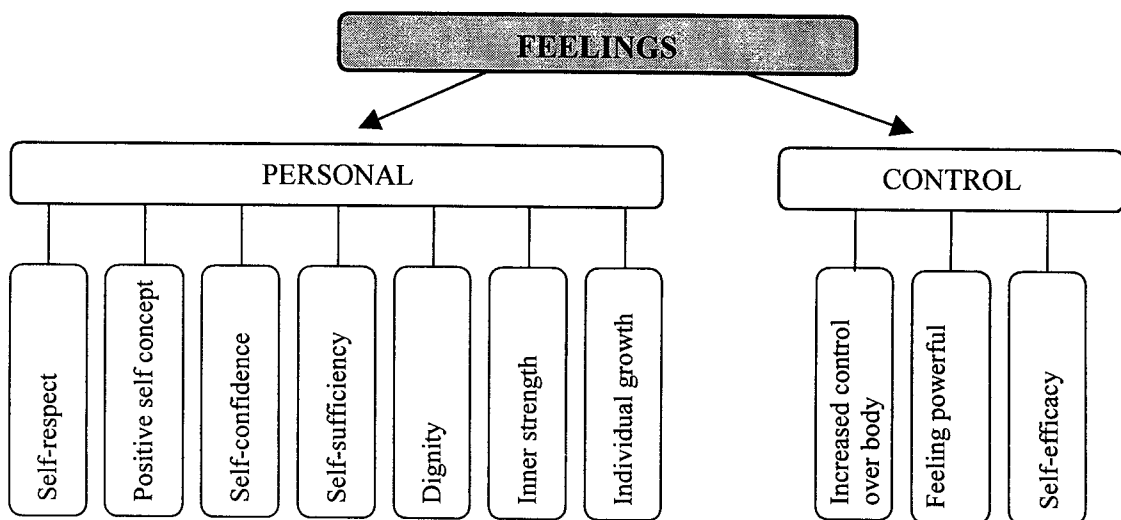 FEELINGS
PERSONAL
CONTROL
Self-respect
Positive self concept
Self-confidence
Self-sufficiency
Dignity
Inner strength
Individual growth
Increased control
over body
Feeling powerful
Self-efficacy